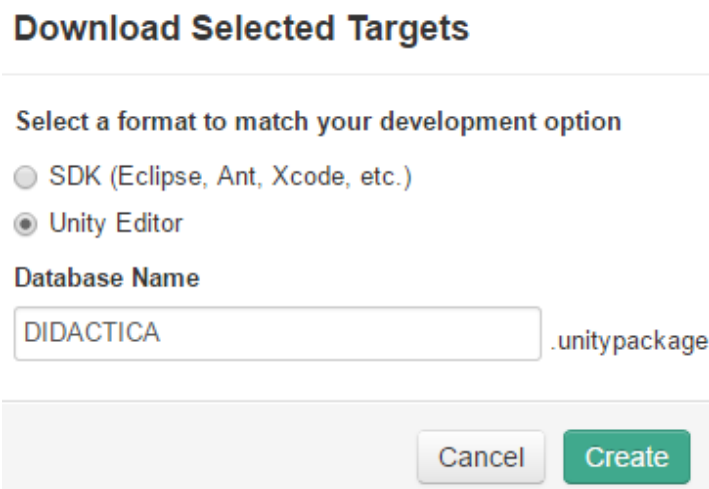 Download Selected Targets
Select a format to match your development option
SDK (Eclipse, Ant, Xcode, etc.)
Unity Editor
Database Name
DIDACTICA .unitypackage
Cancel Create